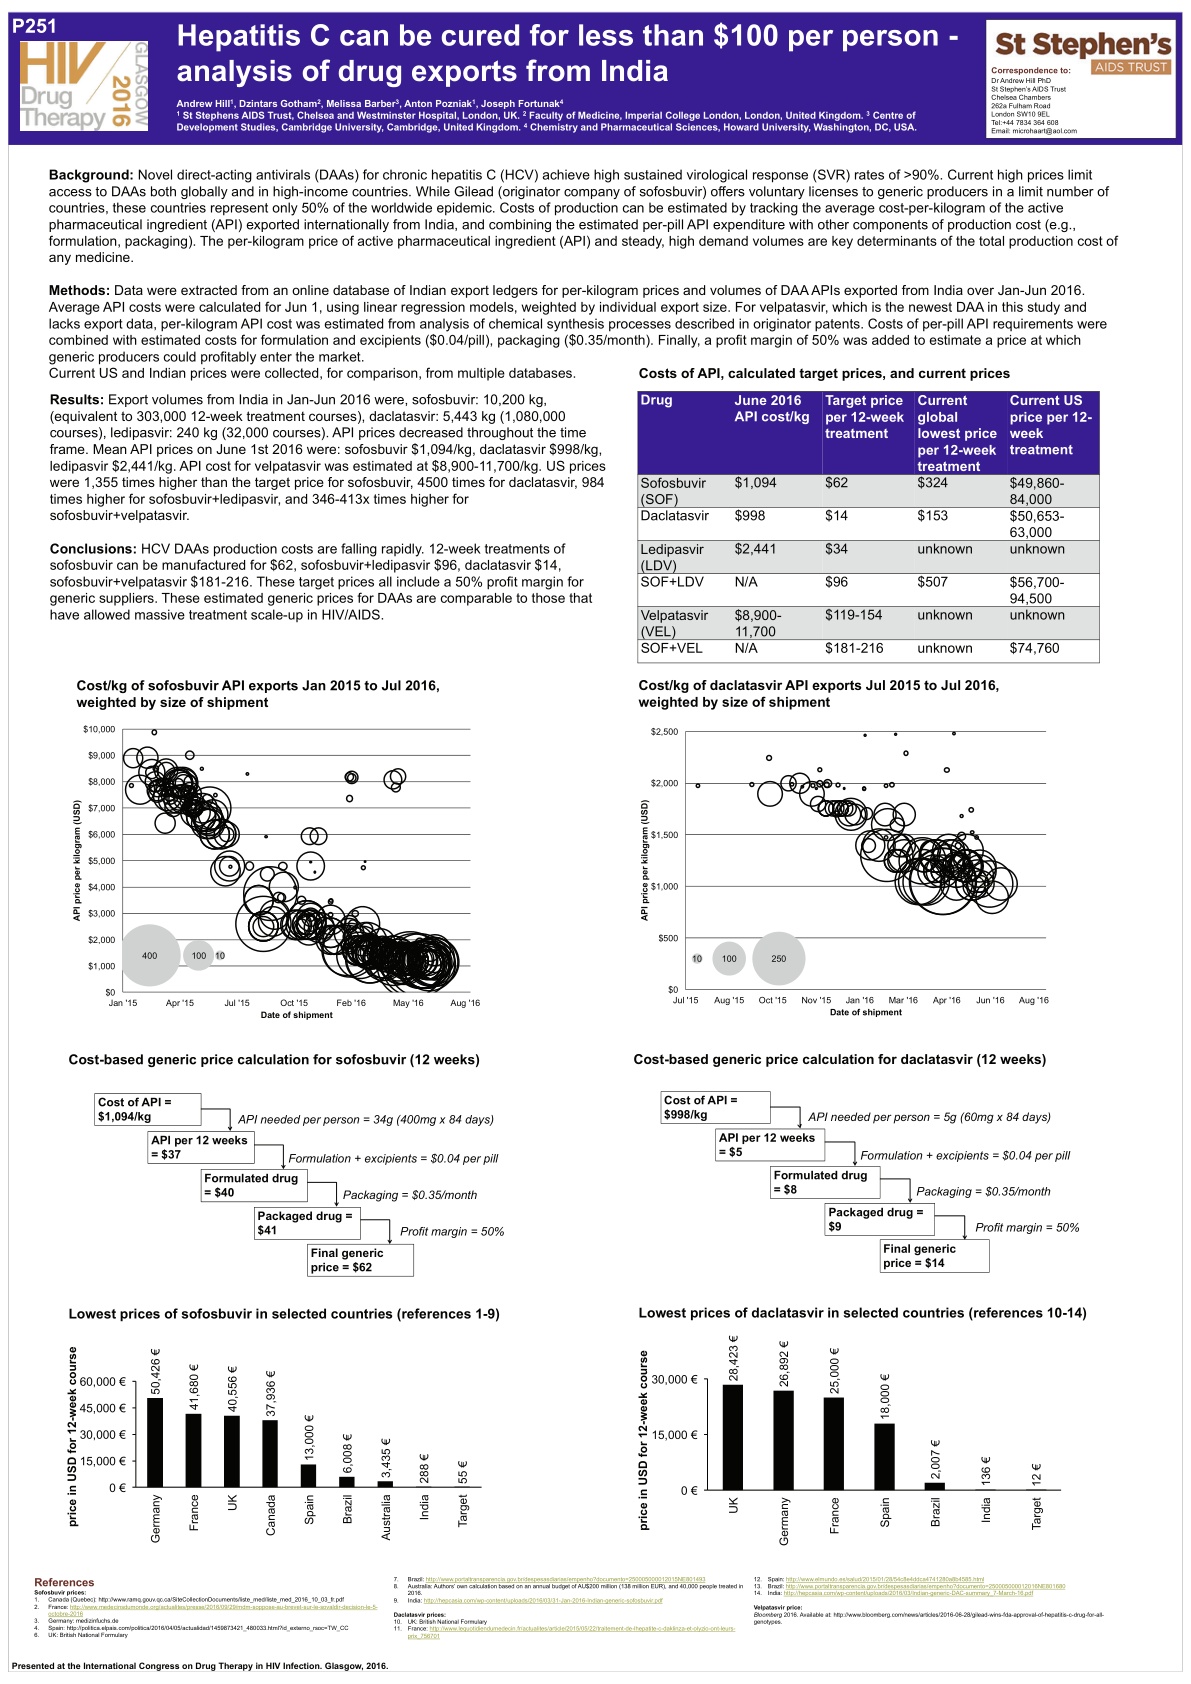 P251
HIV
Drug
Therapy
GLASGOW
2016
Hepatitis C can be cured for less than $100 per person -
analysis of drug exports from India
Andrew Hill¹, Dzintars Gotham², Melissa Barber³, Anton Pozniak¹, Joseph Fortunak⁴
¹ St Stephens AIDS Trust, Chelsea and Westminster Hospital, London, UK. ² Faculty of Medicine, Imperial College London, London, United Kingdom. ³ Centre of
Development Studies, Cambridge University, Cambridge, United Kingdom. ⁴ Chemistry and Pharmaceutical Sciences, Howard University, Washington, DC, USA.
St Stephen's
AIDS TRUST
Correspondence to:
Dr Andrew Hill PhD
St Stephen's AIDS Trust
Chelsea Chambers
262a Fulham Road
London SW10 9EL
Tel:+44 7834 364 608
Email: microhaart@aol.com
Background: Novel direct-acting antivirals (DAAs) for chronic hepatitis C (HCV) achieve high sustained virological response (SVR) rates of >90%. Current high prices limit
access to DAAs both globally and in high-income countries. While Gilead (originator company of sofosbuvir) offers voluntary licenses to generic producers in a limit number of
countries, these countries represent only 50% of the worldwide epidemic. Costs of production can be estimated by tracking the average cost-per-kilogram of the active
pharmaceutical ingredient (API) exported internationally from India, and combining the estimated per-pill API expenditure with other components of production cost (e.g.,
formulation, packaging). The per-kilogram price of active pharmaceutical ingredient (API) and steady, high demand volumes are key determinants of the total production cost of
any medicine.
Methods: Data were extracted from an online database of Indian export ledgers for per-kilogram prices and volumes of DAA APIs exported from India over Jan-Jun 2016.
Average API costs were calculated for Jun 1, using linear regression models, weighted by individual export size. For velpatasvir, which is the newest DAA in this study and
lacks export data, per-kilogram API cost was estimated from analysis of chemical synthesis processes described in originator patents. Costs of per-pill API requirements were
combined with estimated costs for formulation and excipients ($0.04/pill), packaging ($0.35/month). Finally, a profit margin of 50% was added to estimate a price at which
generic producers could profitably enter the market.
Current US and Indian prices were collected, for comparison, from multiple databases.
Results: Export volumes from India in Jan-Jun 2016 were, sofosbuvir: 10,200 kg,
(equivalent to 303,000 12-week treatment courses), daclatasvir: 5,443 kg (1,080,000
courses), ledipasvir: 240 kg (32,000 courses). API prices decreased throughout the time
frame. Mean API prices on June 1st 2016 were: sofosbuvir $1,094/kg, daclatasvir $998/kg,
ledipasvir $2,441/kg. API cost for velpatasvir was estimated at $8,900-11,700/kg. US prices
were 1,355 times higher than the target price for sofosbuvir, 4500 times for daclatasvir, 984
times higher for sofosbuvir+ledipasvir, and 346-413x times higher for
sofosbuvir+velpatasvir.
Conclusions: HCV DAAs production costs are falling rapidly. 12-week treatments of
sofosbuvir can be manufactured for $62, sofosbuvir+ledipasvir $96, daclatasvir $14,
sofosbuvir+velpatasvir $181-216. These target prices all include a 50% profit margin for
generic suppliers. These estimated generic prices for DAAs are comparable to those that
have allowed massive treatment scale-up in HIV/AIDS.
Costs of API, calculated target prices, and current prices
Drug June 2016 API cost/kg Target price per 12-week treatment Current global lowest price per 12-week treatment Current US price per 12-week treatment
Sofosbuvir (SOF) $1,094 $62 $324 $49,860-84,000
Daclatasvir $998 $14 $153 $50,653-63,000
Ledipasvir (LDV) $2,441 $34 unknown unknown
SOF+LDV N/A $96 $507 $56,700-94,500
Velpatasvir (VEL) $8,900-11,700 $119-154 unknown unknown
SOF+VEL N/A $181-216 unknown $74,760
Cost/kg of sofosbuvir API exports Jan 2015 to Jul 2016,
weighted by size of shipment
API price per kilogram (USD)
$10,000
$9,000
$8,000
$7,000
$6,000
$5,000
$4,000
$3,000
$2,000
$1,000
$0
400 100 10
Jan '15 Apr '15 Jul '15 Oct '15 Feb '16 May '16 Aug '16
Date of shipment
Cost/kg of daclatasvir API exports Jul 2015 to Jul 2016,
weighted by size of shipment
API price per kilogram (USD)
$2,500
$2,000
$1,500
$1,000
$500
$0
10 100 250
Jul '15 Aug '15 Oct '15 Nov '15 Jan '16 Mar '16 Apr '16 Jun '16 Aug '16
Date of shipment
Cost-based generic price calculation for sofosbuvir (12 weeks)
Cost of API =
$1,094/kg
API needed per person = 34g (400mg x 84 days)
API per 12 weeks
= $37
Formulation + excipients = $0.04 per pill
Formulated drug
= $40
Packaging = $0.35/month
Packaged drug =
$41
Profit margin = 50%
Final generic
price = $62
Cost-based generic price calculation for daclatasvir (12 weeks)
Cost of API =
$998/kg
API needed per person = 5g (60mg x 84 days)
API per 12 weeks
= $5
Formulation + excipients = $0.04 per pill
Formulated drug
= $8
Packaging = $0.35/month
Packaged drug =
$9
Profit margin = 50%
Final generic
price = $14
Lowest prices of sofosbuvir in selected countries (references 1-9)
price in USD for 12-week course
60,000 €
45,000 €
30,000 €
15,000 €
0 €
50,426 € 41,680 € 40,556 € 37,936 € 13,000 € 6,008 € 3,435 € 288 € 55 €
Germany France UK Canada Spain Brazil Australia India Target
Lowest prices of daclatasvir in selected countries (references 10-14)
price in USD for 12-week course
30,000 €
15,000 €
0 €
28,423 € 26,892 € 25,000 € 18,000 € 2,007 € 136 € 12 €
UK Germany France Spain Brazil India Target
References
Sofosbuvir prices:
1. Canada (Quebec): http://www.ramq.gouv.qc.ca/SiteCollectionDocuments/liste_med/liste_med_2016_10_03_fr.pdf
2. France:
3. Germany: medizinfuchs.de
4. Spain: http://politica.elpais.com/politica/2016/04/05/actualidad/1459873421_480033.html?id_externo_rsoc=TW_CC
6. UK: British National Formulary
7. Brazil:
8. Australia: Authors' own calculation based on an annual budget of AU$200 million (138 million EUR), and 40,000 people treated in
2016.
9. India: http://hepcasia.com/wp-content/uploads/2016/03/31-Jan-2016-Indian-generic-sofosbuvir.pdf
Daclatasvir prices:
10. UK: British National Formulary
11. France:
12. Spain:
13. Brazil:
14. India: http://hepcasia.com/wp-content/uploads/2016/03/Indian-generic-DAC-summary_7-March-16.pdf
Velpatasvir price:
Bloomberg 2016. Available at: http://www.bloomberg.com/news/articles/2016-06-28/gilead-wins-fda-approval-of-hepatitis-c-drug-for-all-
genotypes.
Presented at the International Congress on Drug Therapy in HIV Infection. Glasgow, 2016.